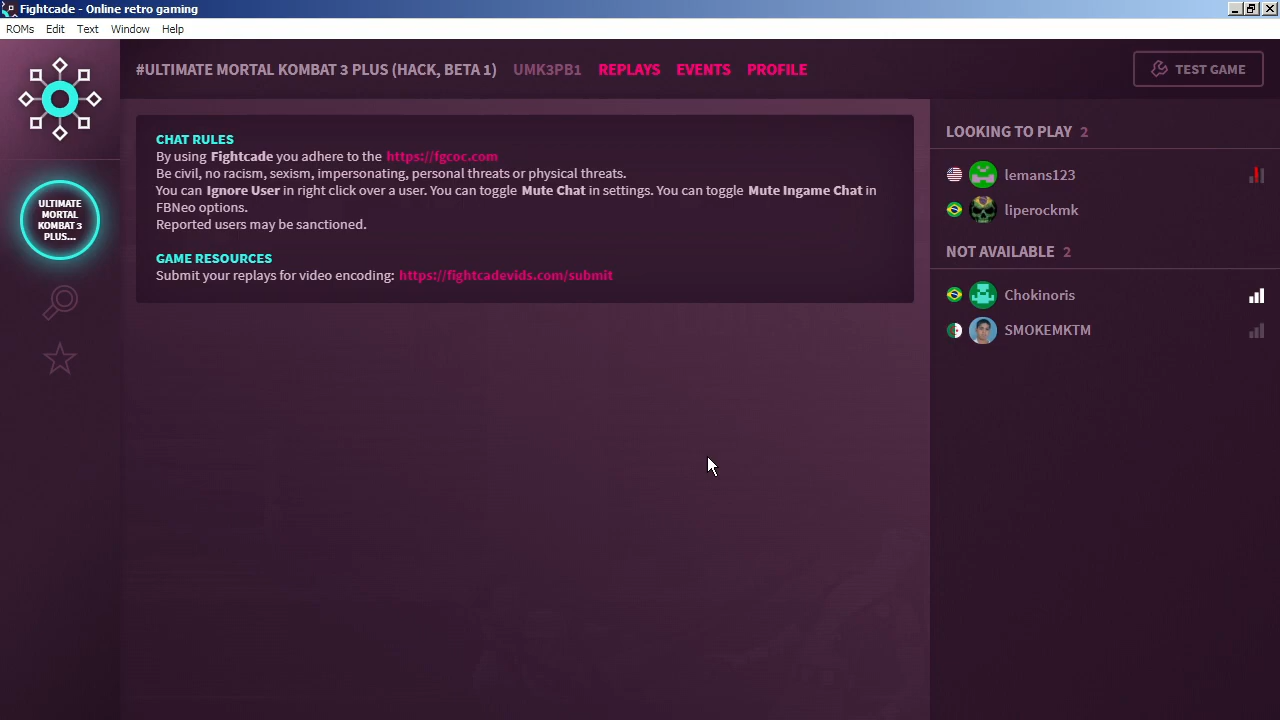 Fightcade - Online retro gaming
ROMs Edit Text Window Help
#ULTIMATE MORTAL KOMBAT 3 PLUS (HACK, BETA 1) UMK3PB1 REPLAYS EVENTS PROFILE
TEST GAME
ULTIMATE
MORTAL
KOMBAT 3
PLUS...
CHAT RULES
By using Fightcade you adhere to the https://fgcoc.com
Be civil, no racism, sexism, impersonating, personal threats or physical threats.
You can Ignore User in right click over a user. You can toggle Mute Chat in settings. You can toggle Mute Ingame Chat in
FBNeo options.
Reported users may be sanctioned.
GAME RESOURCES
Submit your replays for video encoding: https://fightcadevids.com/submit
LOOKING TO PLAY 2
lemans123
liperockmk
NOT AVAILABLE 2
Chokinoris
SMOKEMKTM